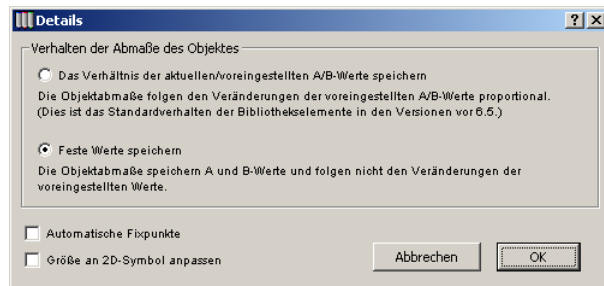 Details
Verhalten der Abmaße des Objektes
Das Verhältnis der aktuellen/voreingestellten A/B-Werte speichern
Die Objektabmaße folgen den Veränderungen der voreingestellten A/B-Werte proportional.
(Dies ist das Standardverhalten der Bibliothekselemente in den Versionen vor 6.5.)
Feste Werte speichern
Die Objektabmaße speichern A und B-Werte und folgen nicht den Veränderungen der
voreingestellten Werte.
Automatische Fixpunkte
Größe an 2D-Symbol anpassen
Abbrechen
OK